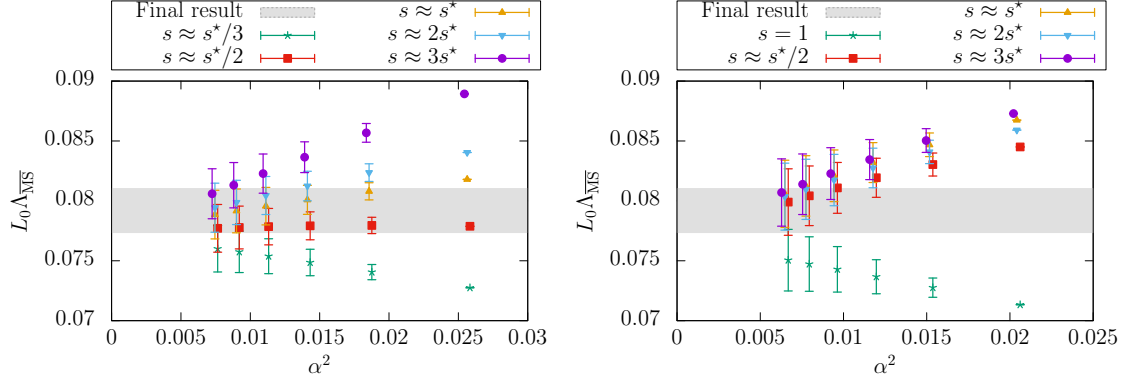 Final result
s ≈ s⋆/3
s ≈ s⋆/2
s ≈ s⋆
s ≈ 2s⋆
s ≈ 3s⋆
0.09
0.085
0.08
0.075
0.07
L₀Λ_M̅S̅
0 0.005 0.01 0.015 0.02 0.025 0.03
α²
Final result
s = 1
s ≈ s⋆/2
s ≈ s⋆
s ≈ 2s⋆
s ≈ 3s⋆
0.09
0.085
0.08
0.075
0.07
L₀Λ_M̅S̅
0 0.005 0.01 0.015 0.02 0.025
α²